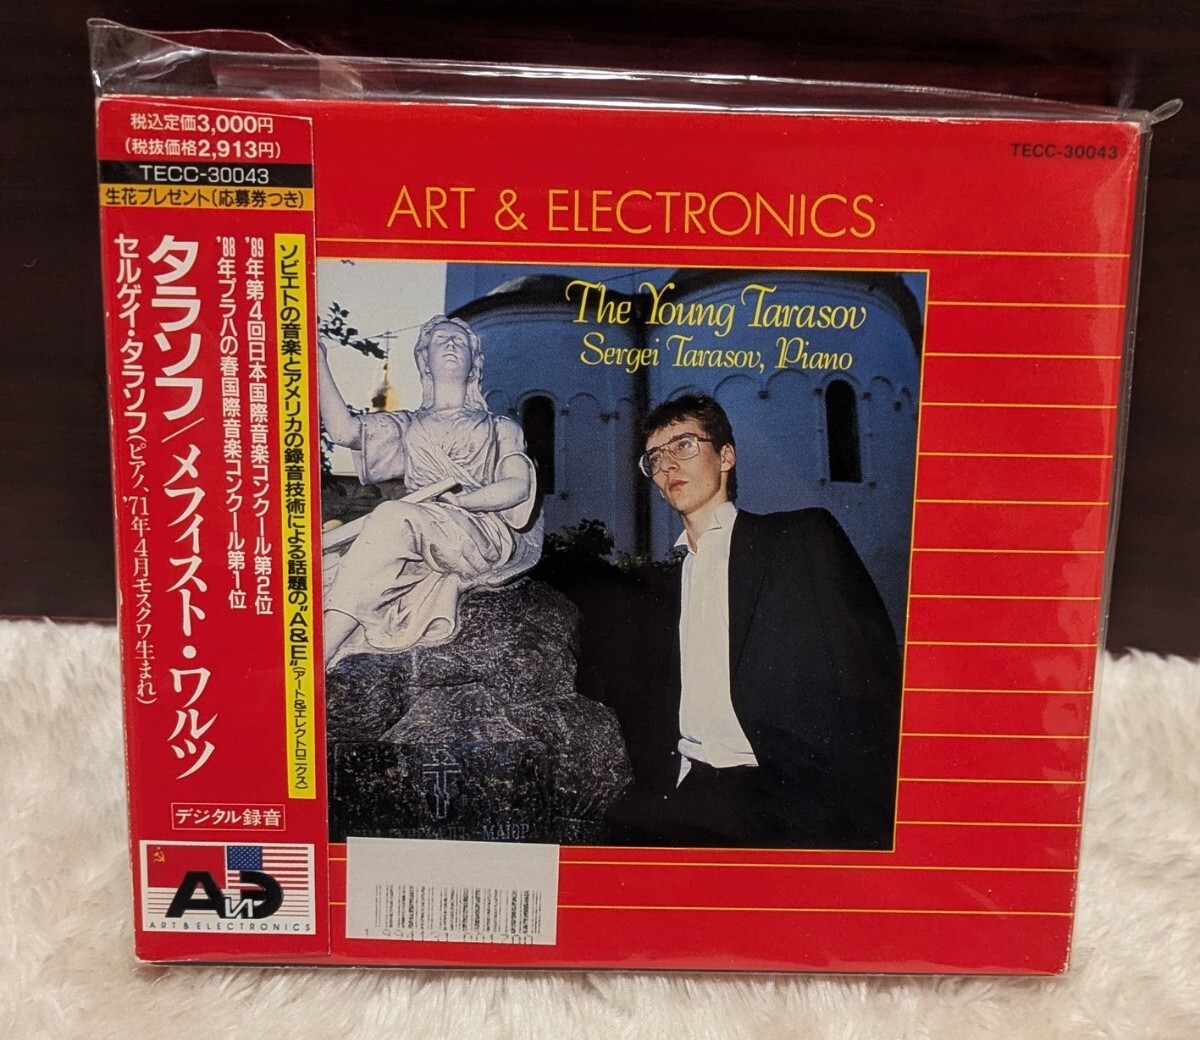 税込定価3,000円
(税抜価格2,913円)
TECC-30043
生花プレゼント(応募券つき)
ソビエトの音楽とアメリカの録音技術による話題の"A&E"(アート&エレクトロニクス)
'89年第4回日本国際音楽コンクール第2位
'88年プラハの春国際音楽コンクール第1位
タラソフ/メフィスト・ワルツ
セルゲイ・タラソフ(ピアノ、'71年4月モスクワ生まれ)
デジタル録音
AиЭ
ART & ELECTRONICS
TECC-30043
ART & ELECTRONICS
The Young Tarasov
Sergei Tarasov, Piano